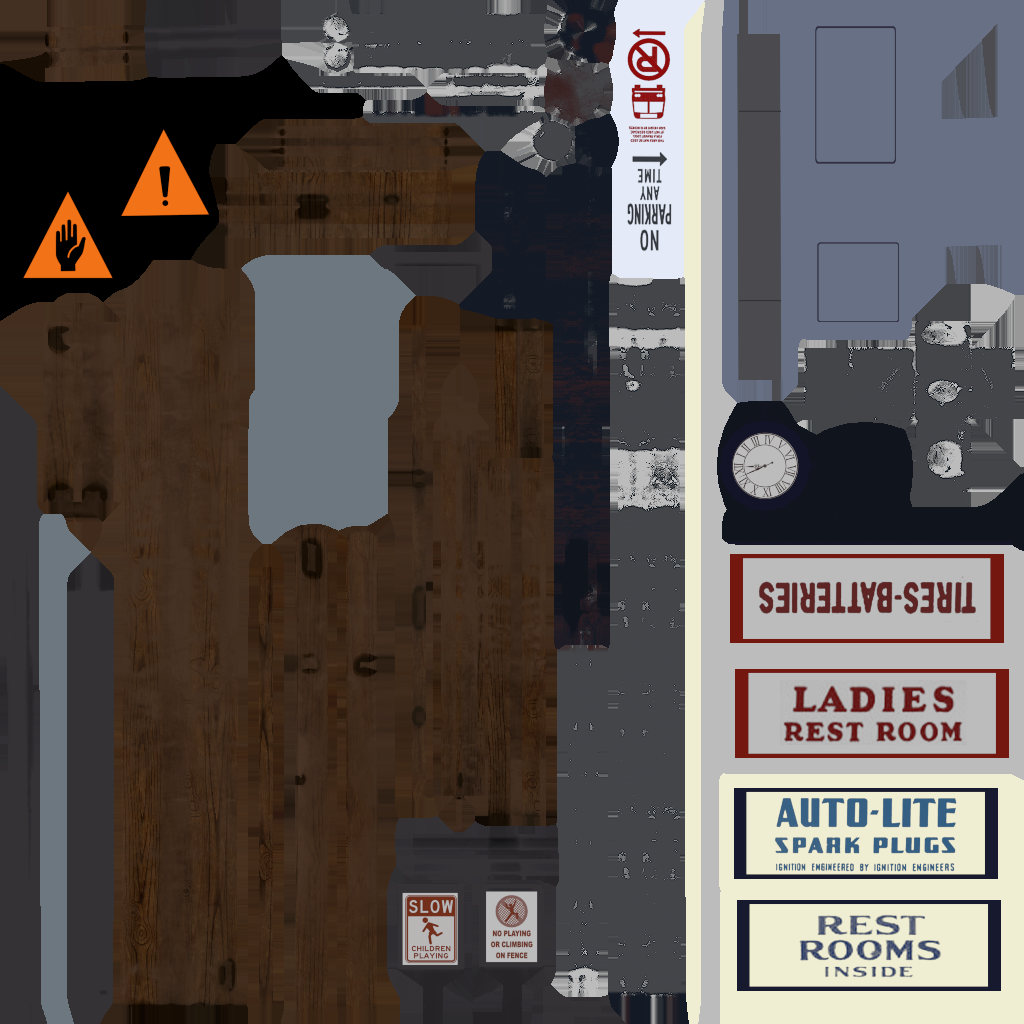 NO
PARKING
ANY
TIME
TIRES-BATTERIES
LADIES
REST ROOM
AUTO-LITE
SPARK PLUGS
IGNITION ENGINEERED BY IGNITION ENGINEERS
REST
ROOMS
INSIDE
SLOW
CHILDREN
PLAYING
NO PLAYING
OR CLIMBING
ON FENCE